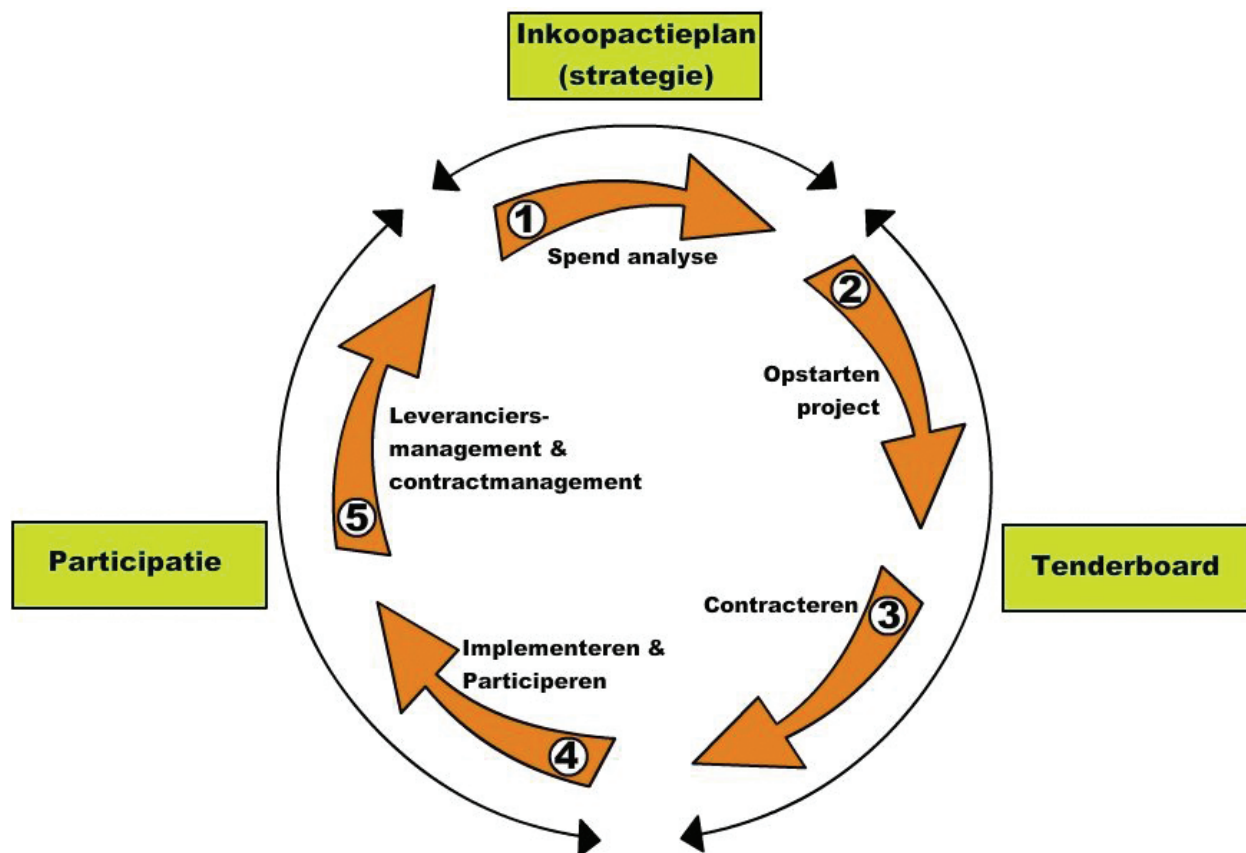 Inkoopactieplan
(strategie)
1
Spend analyse
2
Opstarten
project
Leveranciers-
management &
contractmanagement
5
Participatie
Tenderboard
Contracteren
3
Implementeren &
Participeren
4